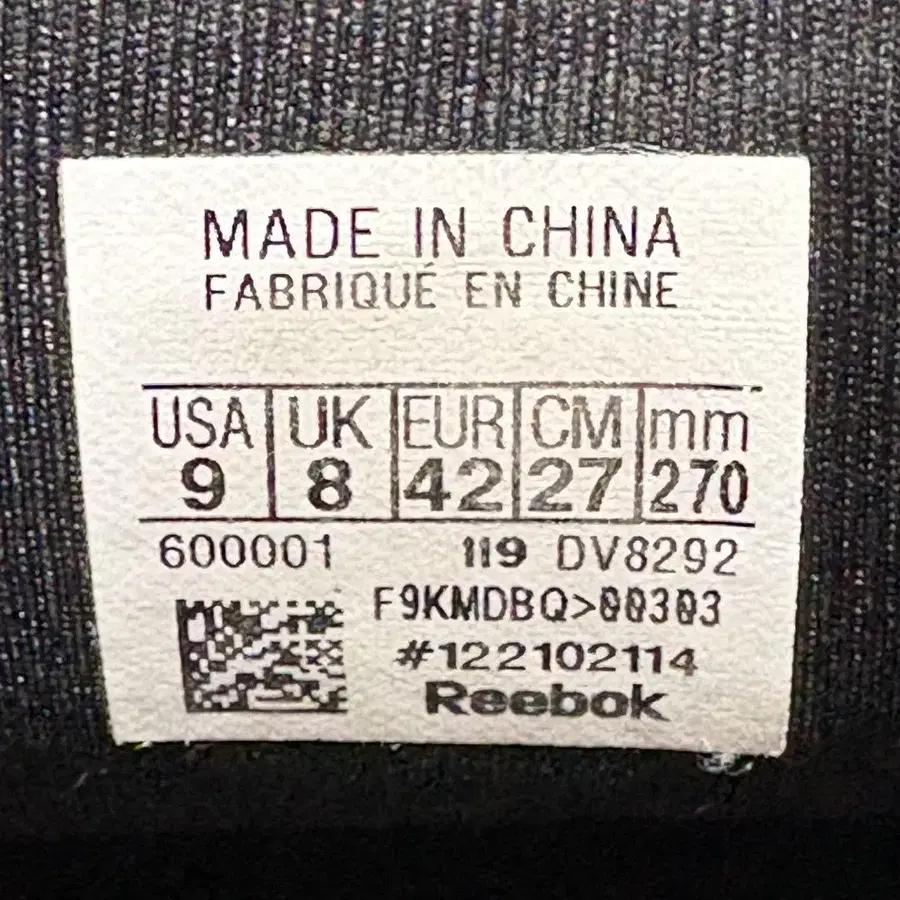 MADE IN CHINA
FABRIQUÉ EN CHINE
USA UK EUR CM mm
9 8 42 27 270
600001 119 DV8292
F9KMDBQ>00303
#122102114
Reebok